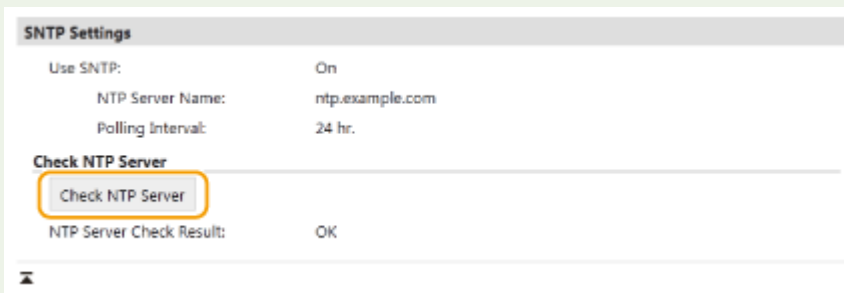 SNTP Settings
Use SNTP: On
NTP Server Name: ntp.example.com
Polling Interval: 24 hr.
Check NTP Server
Check NTP Server
NTP Server Check Result: OK